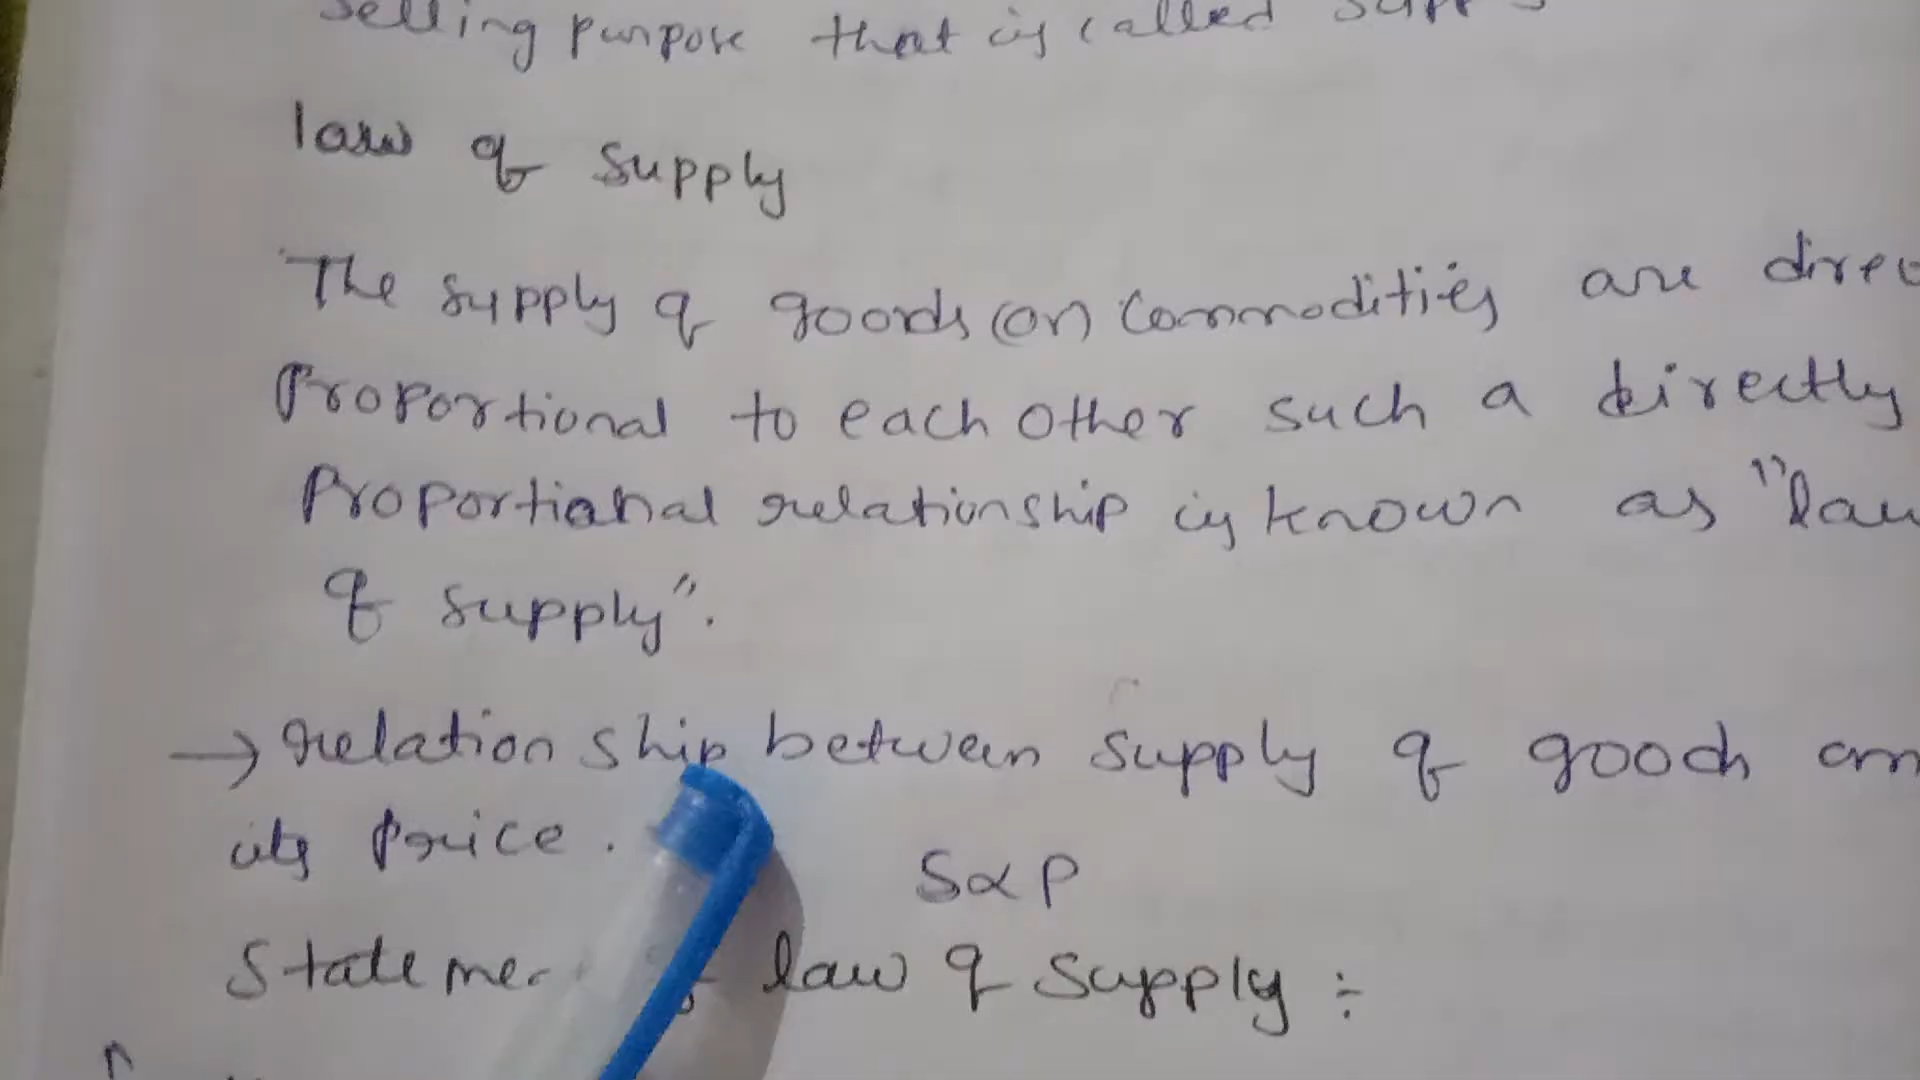 selling purpose that is called
law of supply
The supply of goods (or) commodities are
Proportional to each other such a directly
Proportional relationship is known as "law
of supply".
→ relation ship between supply of goods
its price.
S∝P
law of supply :-